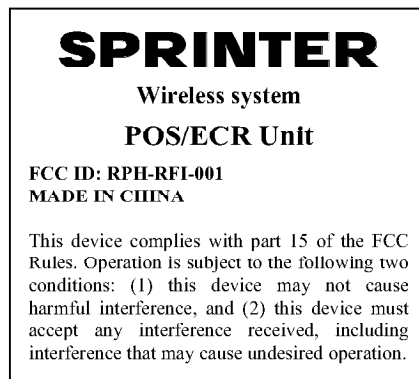 SPRINTER
Wireless system
POS/ECR Unit
FCC ID: RPH-RFI-001
MADE IN CHINA
This device complies with part 15 of the FCC
Rules. Operation is subject to the following two
conditions: (1) this device may not cause
harmful interference, and (2) this device must
accept any interference received, including
interference that may cause undesired operation.